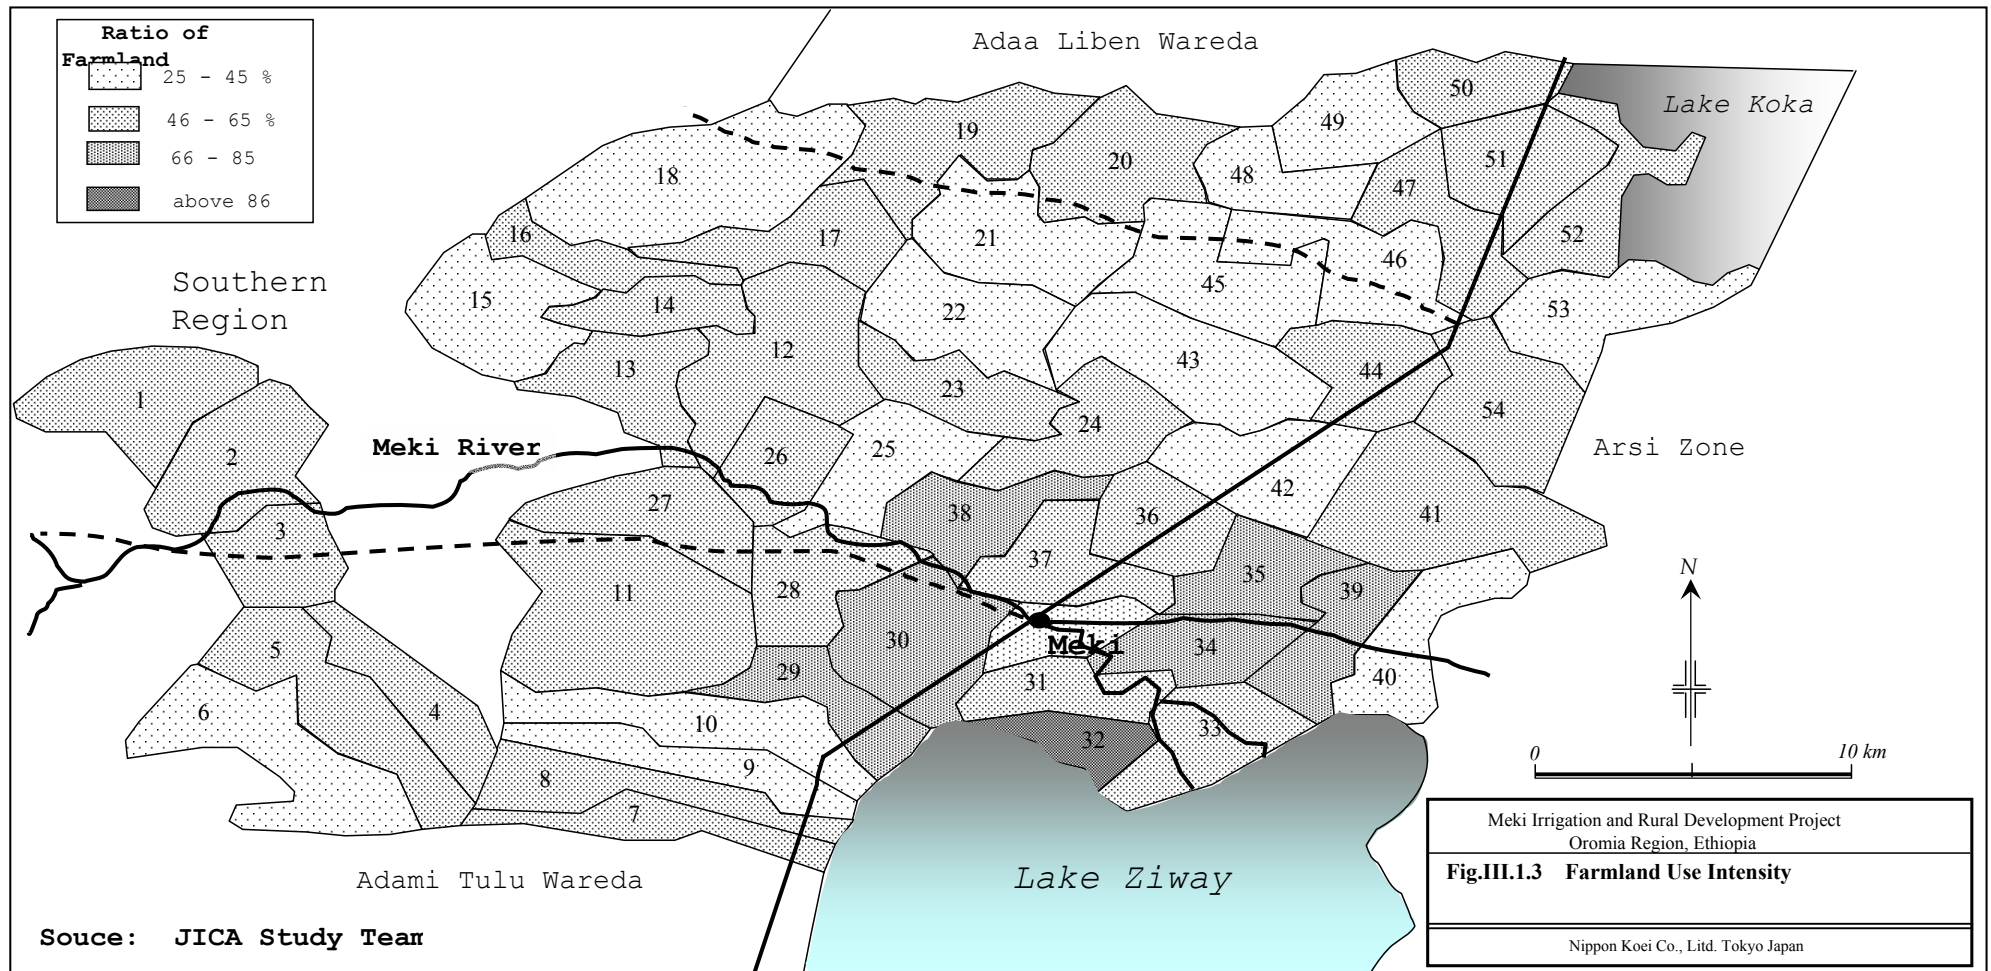 Ratio of
Farmland
25 - 45 %
46 - 65 %
66 - 85
above 86
Adaa Liben Wareda
Lake Koka
Southern
Region
Meki River
Arsi Zone
Meki
Lake Ziway
Adami Tulu Wareda
Souce: JICA Study Team
1
2
3
4
5
6
7
8
9
10
11
12
13
14
15
16
17
18
19
20
21
22
23
24
25
26
27
28
29
30
31
32
33
34
35
36
37
38
39
40
41
42
43
44
45
46
47
48
49
50
51
52
53
54
N
0 10 km
Meki Irrigation and Rural Development Project
Oromia Region, Ethiopia
Fig.III.1.3 Farmland Use Intensity
Nippon Koei Co., Litd. Tokyo Japan